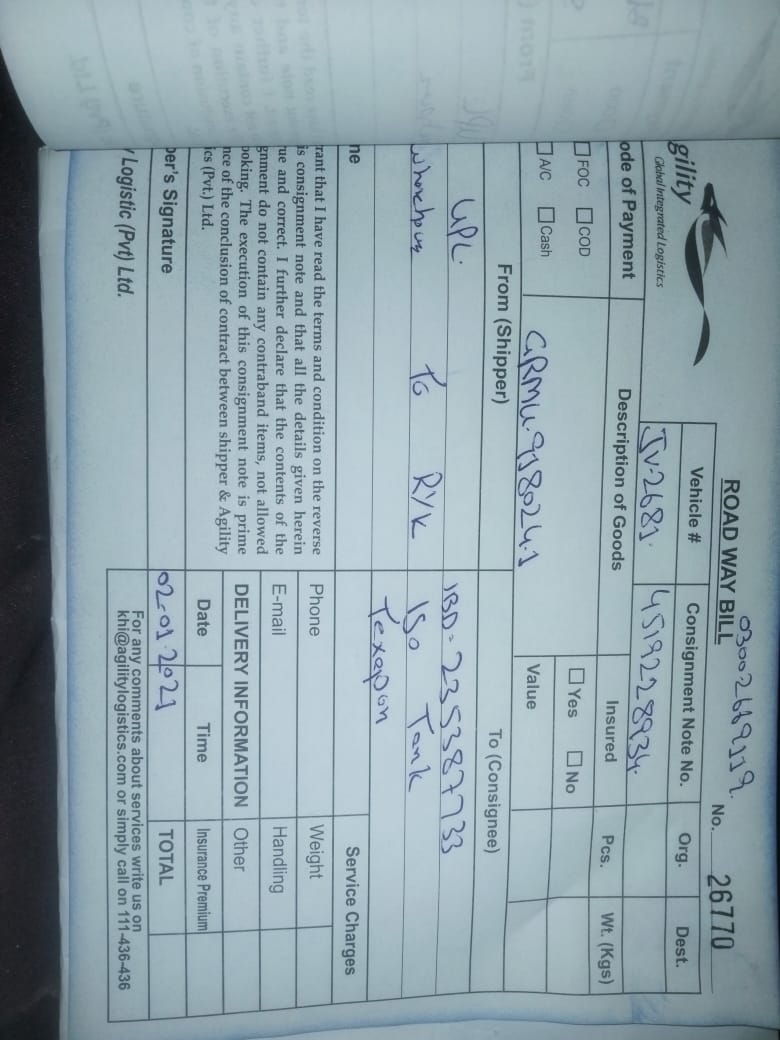 03002669119.
ROAD WAY BILL
No. 26770
gility
Global Integrated Logistics
Vehicle #
Consignment Note No.
Org.
Dest.
JV-2681.
4519228934.
ode of Payment
Description of Goods
Insured
Pcs.
Wt. (Kgs)
FOC
COD
Yes
No
A/C
Cash
GRMU.918024.1
Value
From (Shipper)
To (Consignee)
UPL.
IBD-235387733
To RYK
ISO Tank
Texapon
ne
Service Charges
rant that I have read the terms and condition on the reverse
is consignment note and that all the details given herein
rue and correct. I further declare that the contents of the
gnment do not contain any contraband items, not allowed
ooking. The execution of this consignment note is prime
nce of the conclusion of contract between shipper & Agility
ics (Pvt.) Ltd.
Phone
Weight
E-mail
Handling
DELIVERY INFORMATION
Other
Date
Time
Insurance Premium
per's Signature
02-01.2021
TOTAL
y Logistic (Pvt) Ltd.
For any comments about services write us on
khi@agilitylogistics.com or simply call on 111-436-436